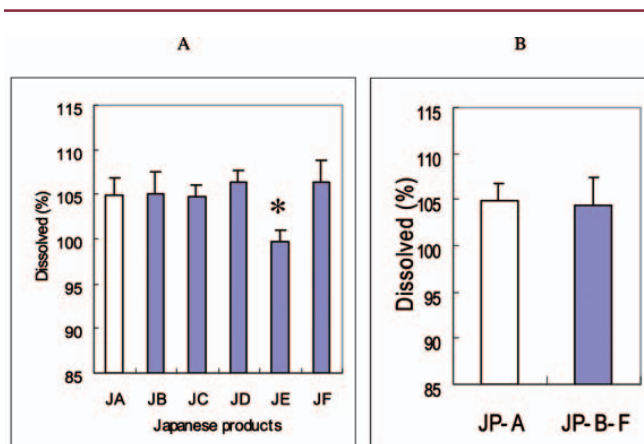 A
B
115
110
105
100
95
90
85
Dissolved (%)
*
JA JB JC JD JE JF
Japanese products
115
110
105
100
95
90
85
Dissolved (%)
JP-A JP-B-F